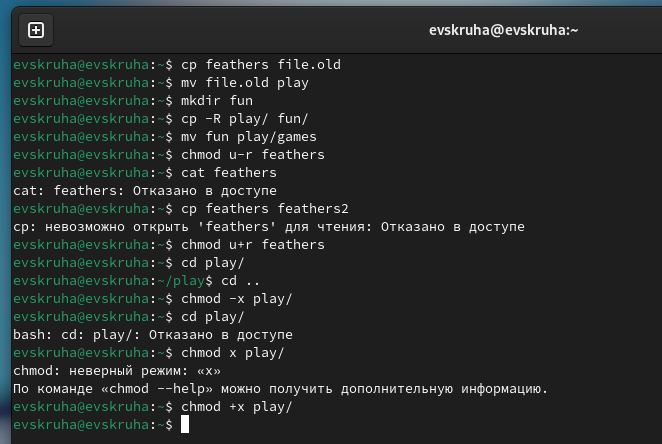 evskruha@evskruha:~
evskruha@evskruha:~$ cp feathers file.old
evskruha@evskruha:~$ mv file.old play
evskruha@evskruha:~$ mkdir fun
evskruha@evskruha:~$ cp -R play/ fun/
evskruha@evskruha:~$ mv fun play/games
evskruha@evskruha:~$ chmod u-r feathers
evskruha@evskruha:~$ cat feathers
cat: feathers: Отказано в доступе
evskruha@evskruha:~$ cp feathers feathers2
cp: невозможно открыть 'feathers' для чтения: Отказано в доступе
evskruha@evskruha:~$ chmod u+r feathers
evskruha@evskruha:~$ cd play/
evskruha@evskruha:~/play$ cd ..
evskruha@evskruha:~$ chmod -x play/
evskruha@evskruha:~$ cd play/
bash: cd: play/: Отказано в доступе
evskruha@evskruha:~$ chmod x play/
chmod: неверный режим: «x»
По команде «chmod --help» можно получить дополнительную информацию.
evskruha@evskruha:~$ chmod +x play/
evskruha@evskruha:~$